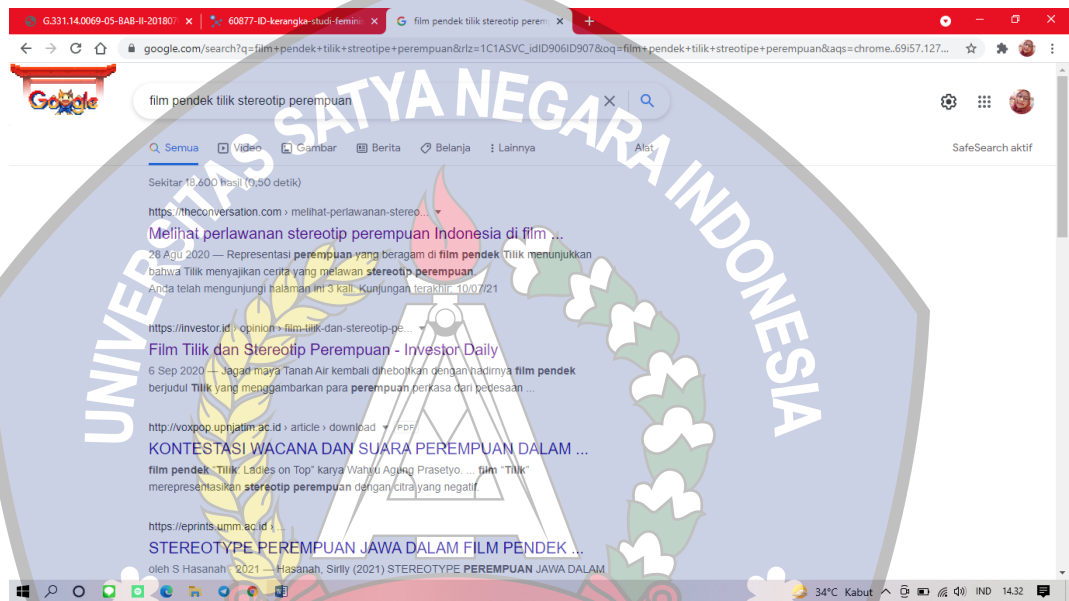 G.331.14.0069-05-BAB-II-201807
60877-ID-kerangka-studi-feminis
film pendek tilik stereotip peremp
google.com/search?q=film+pendek+tilik+streotipe+perempuan&rlz=1C1ASVC_idID906ID907&oq=film+pendek+tilik+streotipe+perempuan&aqs=chrome..69i57.127...
Google
film pendek tilik stereotip perempuan
Semua Video Gambar Berita Belanja Lainnya Alat SafeSearch aktif
Sekitar 18.600 hasil (0,50 detik)
https://theconversation.com › melihat-perlawanan-stereo...
Melihat perlawanan stereotip perempuan Indonesia di film ...
28 Agu 2020 — Representasi perempuan yang beragam di film pendek Tilik menunjukkan
bahwa Tilik menyajikan cerita yang melawan stereotip perempuan.
Anda telah mengunjungi halaman ini 3 kali. Kunjungan terakhir: 10/07/21
https://investor.id › opinion › film-tilik-dan-stereotip-pe...
Film Tilik dan Stereotip Perempuan - Investor Daily
6 Sep 2020 — Jagad maya Tanah Air kembali dihebohkan dengan hadirnya film pendek
berjudul Tilik yang menggambarkan para perempuan perkasa dari pedesaan ...
http://voxpop.upnjatim.ac.id › article › download PDF
KONTESTASI WACANA DAN SUARA PEREMPUAN DALAM ...
film pendek "Tilik: Ladies on Top" karya Wahyu Agung Prasetyo. ... film "Tilik"
merepresentasikan stereotip perempuan dengan citra yang negatif.
https://eprints.umm.ac.id › ...
STEREOTYPE PEREMPUAN JAWA DALAM FILM PENDEK ...
oleh S Hasanah · 2021 — Hasanah, Sirlly (2021) STEREOTYPE PEREMPUAN JAWA DALAM
UNIVERSITAS SATYA NEGARA INDONESIA
34°C Kabut IND 14.32